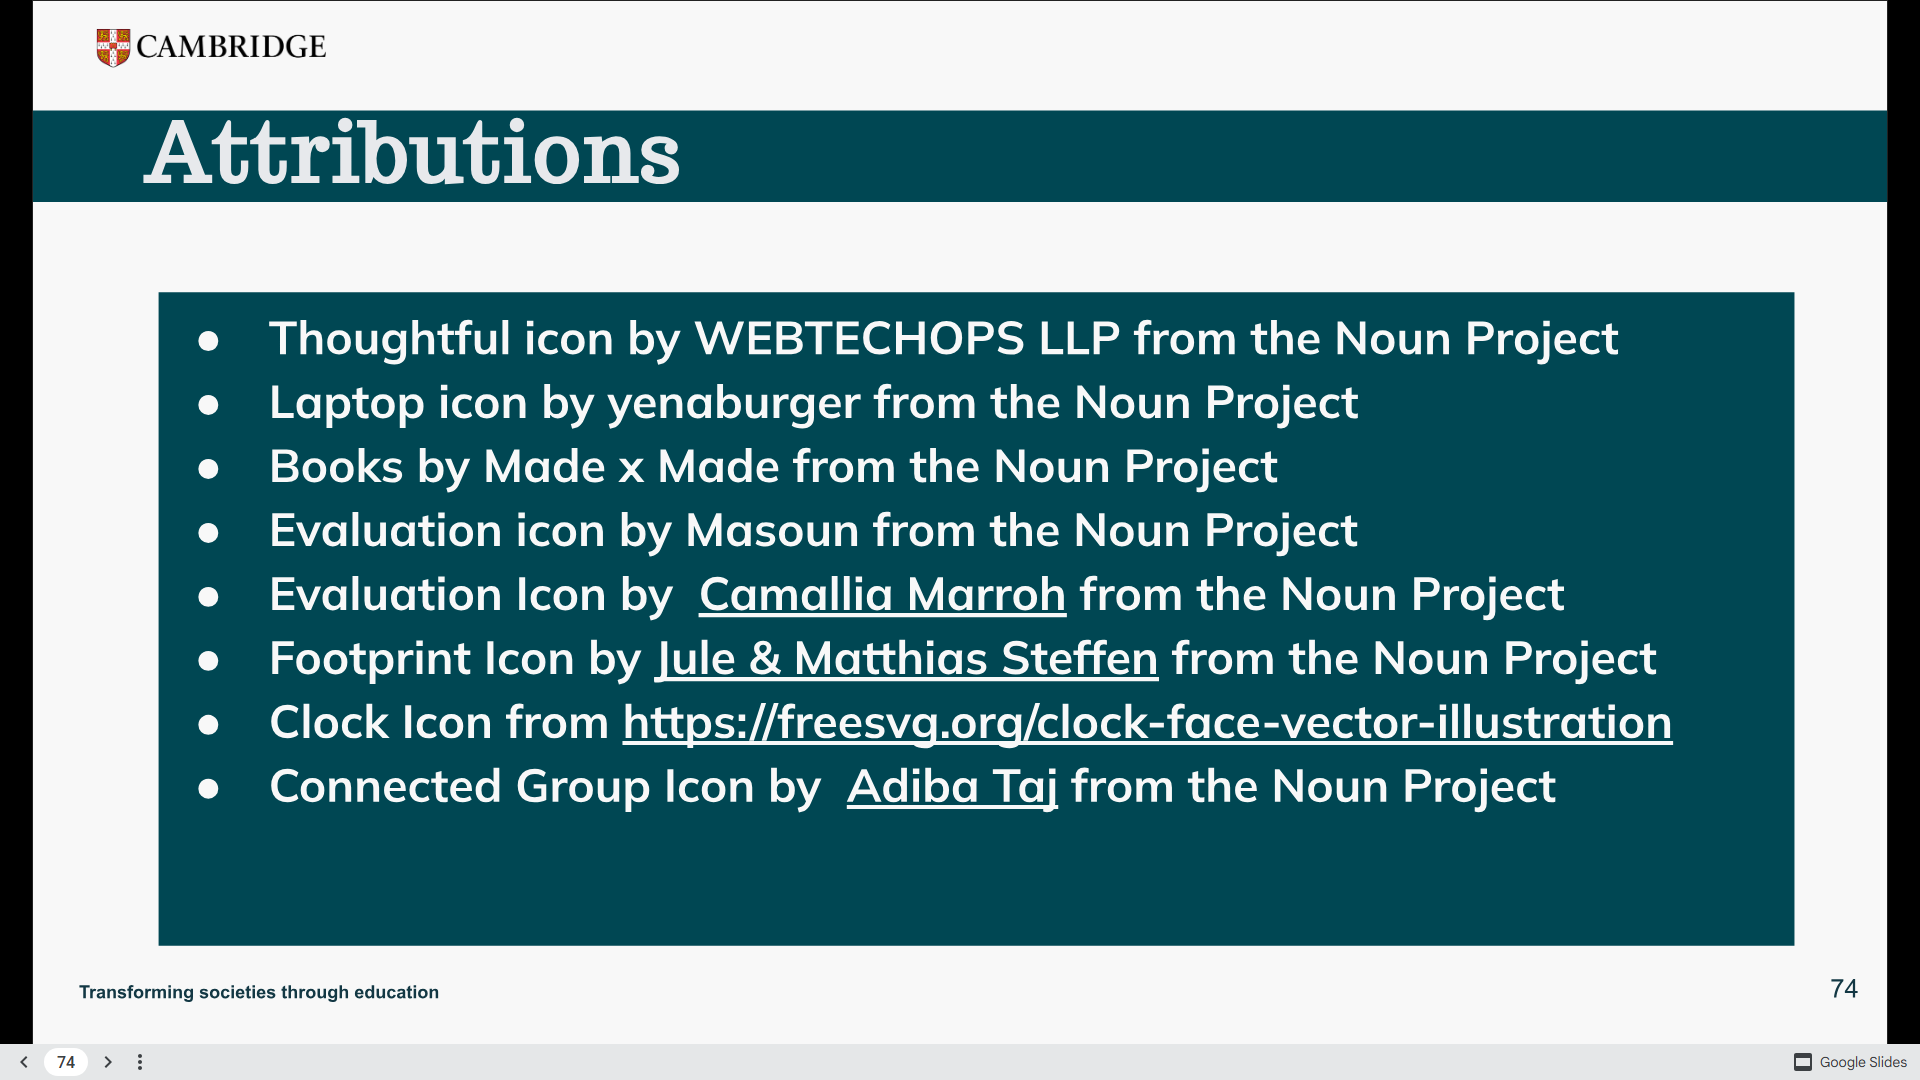 CAMBRIDGE
Attributions
● Thoughtful icon by WEBTECHOPS LLP from the Noun Project
● Laptop icon by yenaburger from the Noun Project
● Books by Made x Made from the Noun Project
● Evaluation icon by Masoun from the Noun Project
● Evaluation Icon by  Camallia Marroh from the Noun Project
● Footprint Icon by Jule & Matthias Steffen from the Noun Project
● Clock Icon from https://freesvg.org/clock-face-vector-illustration
● Connected Group Icon by  Adiba Taj from the Noun Project
Transforming societies through education
74
74
Google Slides